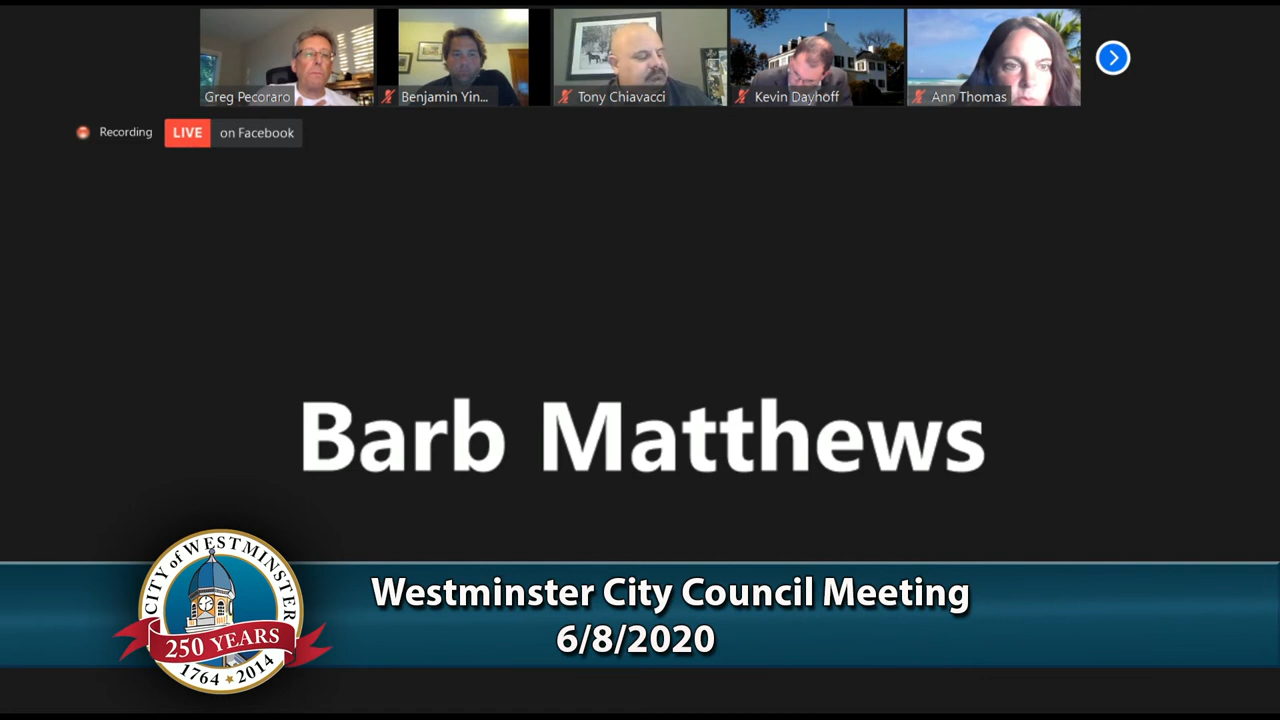 Greg Pecoraro
Benjamin Yin...
Tony Chiavacci
Kevin Dayhoff
Ann Thomas
Recording
LIVE
on Facebook
Barb Matthews
CITY of WESTMINSTER
250 YEARS
1764 ★ 2014
Westminster City Council Meeting
6/8/2020